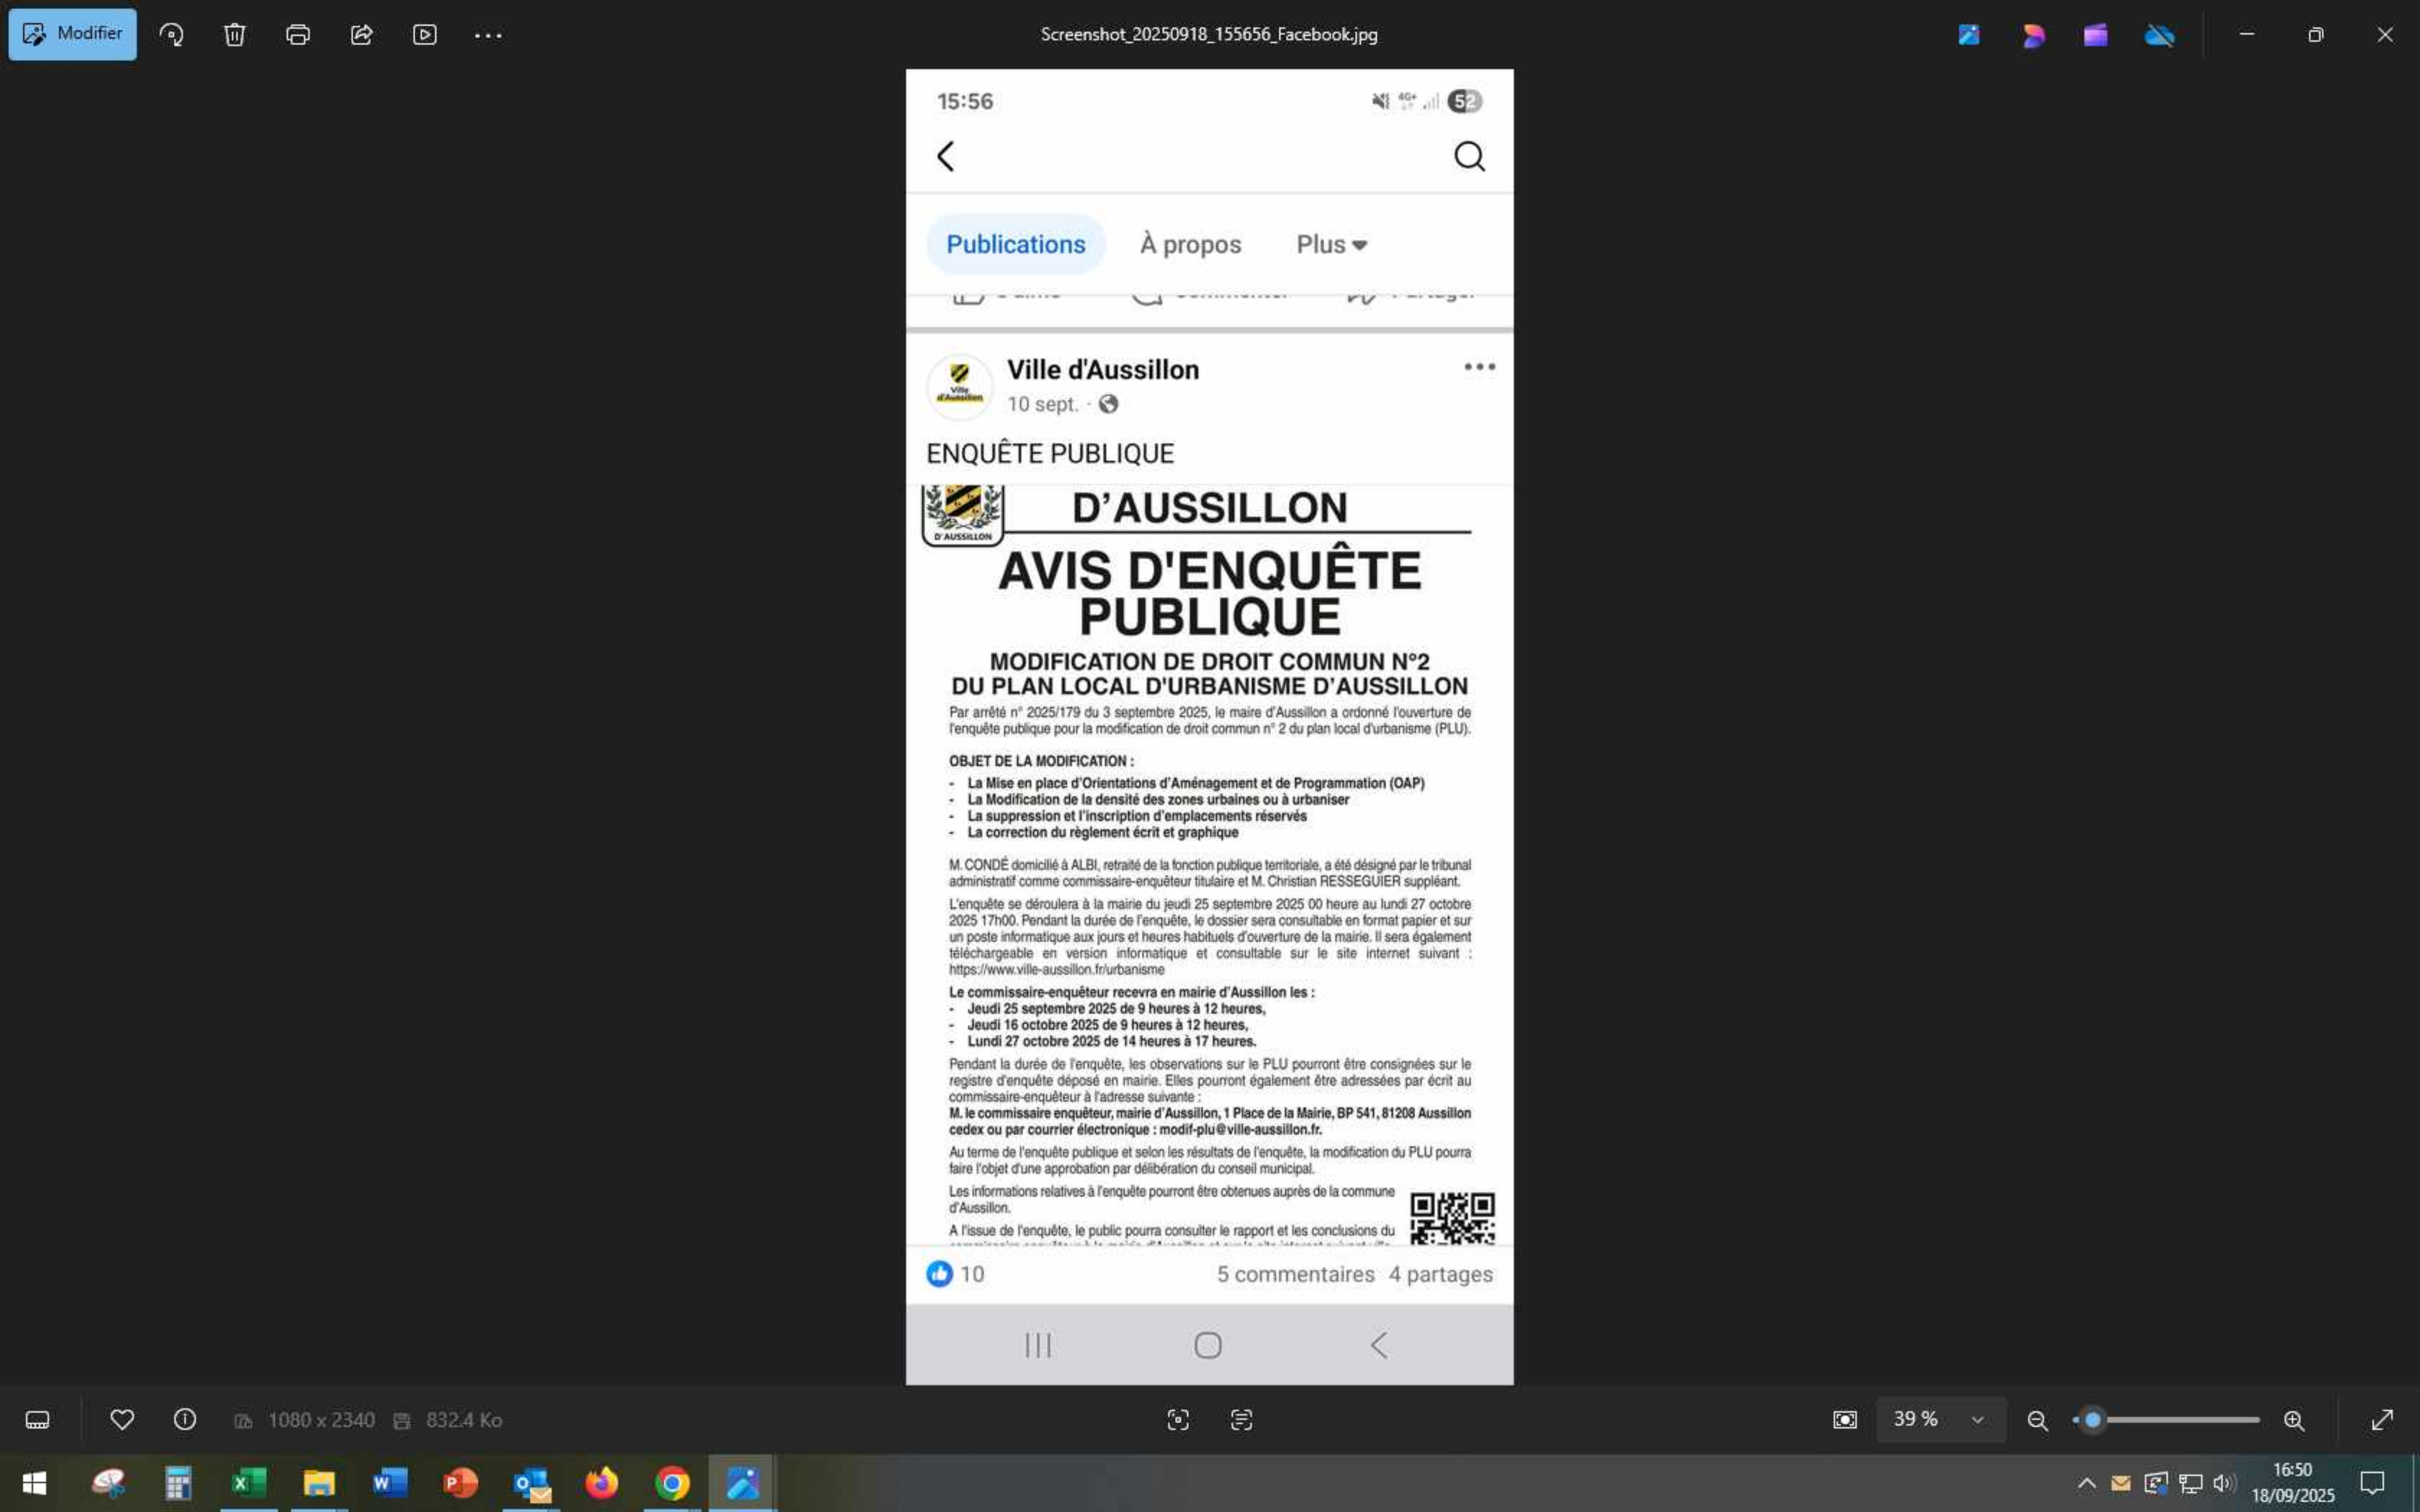 Modifier
Screenshot_20250918_155656_Facebook.jpg
15:56
4G+
52
Publications
À propos
Plus
Ville d'Aussillon
Ville
d'Aussillon
10 sept. ·
ENQUÊTE PUBLIQUE
D'AUSSILLON
D'AUSSILLON
AVIS D'ENQUÊTE
PUBLIQUE
MODIFICATION DE DROIT COMMUN N°2
DU PLAN LOCAL D'URBANISME D'AUSSILLON
Par arrêté n° 2025/179 du 3 septembre 2025, le maire d'Aussillon a ordonné l'ouverture de
l'enquête publique pour la modification de droit commun n° 2 du plan local d'urbanisme (PLU).
OBJET DE LA MODIFICATION :
- La Mise en place d'Orientations d'Aménagement et de Programmation (OAP)
- La Modification de la densité des zones urbaines ou à urbaniser
- La suppression et l'inscription d'emplacements réservés
- La correction du règlement écrit et graphique
M. CONDÉ domicilié à ALBI, retraité de la fonction publique territoriale, a été désigné par le tribunal
administratif comme commissaire-enquêteur titulaire et M. Christian RESSEGUIER suppléant.
L'enquête se déroulera à la mairie du jeudi 25 septembre 2025 00 heure au lundi 27 octobre
2025 17h00. Pendant la durée de l'enquête, le dossier sera consultable en format papier et sur
un poste informatique aux jours et heures habituels d'ouverture de la mairie. Il sera également
téléchargeable en version informatique et consultable sur le site internet suivant :
https://www.ville-aussillon.fr/urbanisme
Le commissaire-enquêteur recevra en mairie d'Aussillon les :
- Jeudi 25 septembre 2025 de 9 heures à 12 heures,
- Jeudi 16 octobre 2025 de 9 heures à 12 heures,
- Lundi 27 octobre 2025 de 14 heures à 17 heures.
Pendant la durée de l'enquête, les observations sur le PLU pourront être consignées sur le
registre d'enquête déposé en mairie. Elles pourront également être adressées par écrit au
commissaire-enquêteur à l'adresse suivante :
M. le commissaire enquêteur, mairie d'Aussillon, 1 Place de la Mairie, BP 541, 81208 Aussillon
cedex ou par courrier électronique : modif-plu@ville-aussillon.fr.
Au terme de l'enquête publique et selon les résultats de l'enquête, la modification du PLU pourra
faire l'objet d'une approbation par délibération du conseil municipal.
Les informations relatives à l'enquête pourront être obtenues auprès de la commune
d'Aussillon.
A l'issue de l'enquête, le public pourra consulter le rapport et les conclusions du
10
5 commentaires 4 partages
1080 x 2340
832.4 Ko
39 %
16:50
18/09/2025